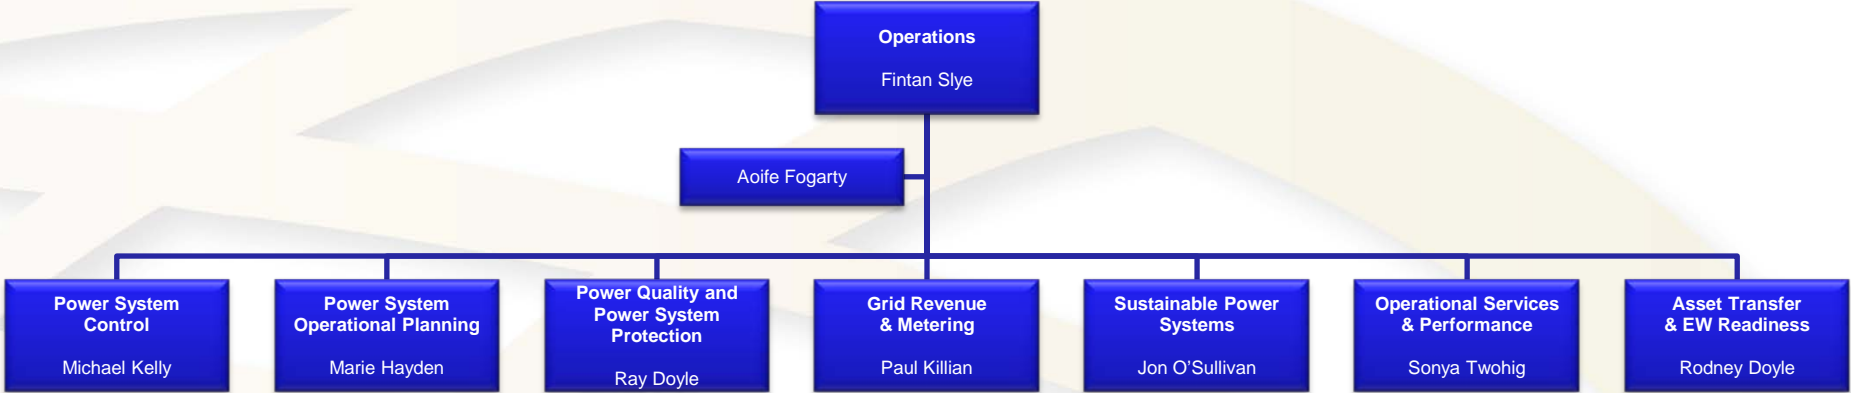 Operations
Fintan Slye
Aoife Fogarty
Power System
Control
Michael Kelly
Power System
Operational Planning
Marie Hayden
Power Quality and
Power System
Protection
Ray Doyle
Grid Revenue
& Metering
Paul Killian
Sustainable Power
Systems
Jon O’Sullivan
Operational Services
& Performance
Sonya Twohig
Asset Transfer
& EW Readiness
Rodney Doyle